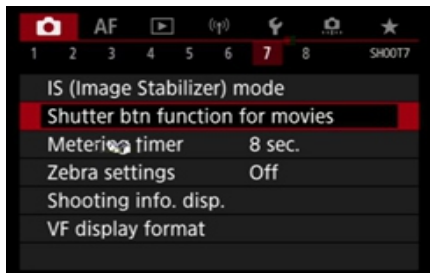 AF
1 2 3 4 5 6 7 8 SHOOT7
IS (Image Stabilizer) mode
Shutter btn function for movies
Metering timer 8 sec.
Zebra settings Off
Shooting info. disp.
VF display format